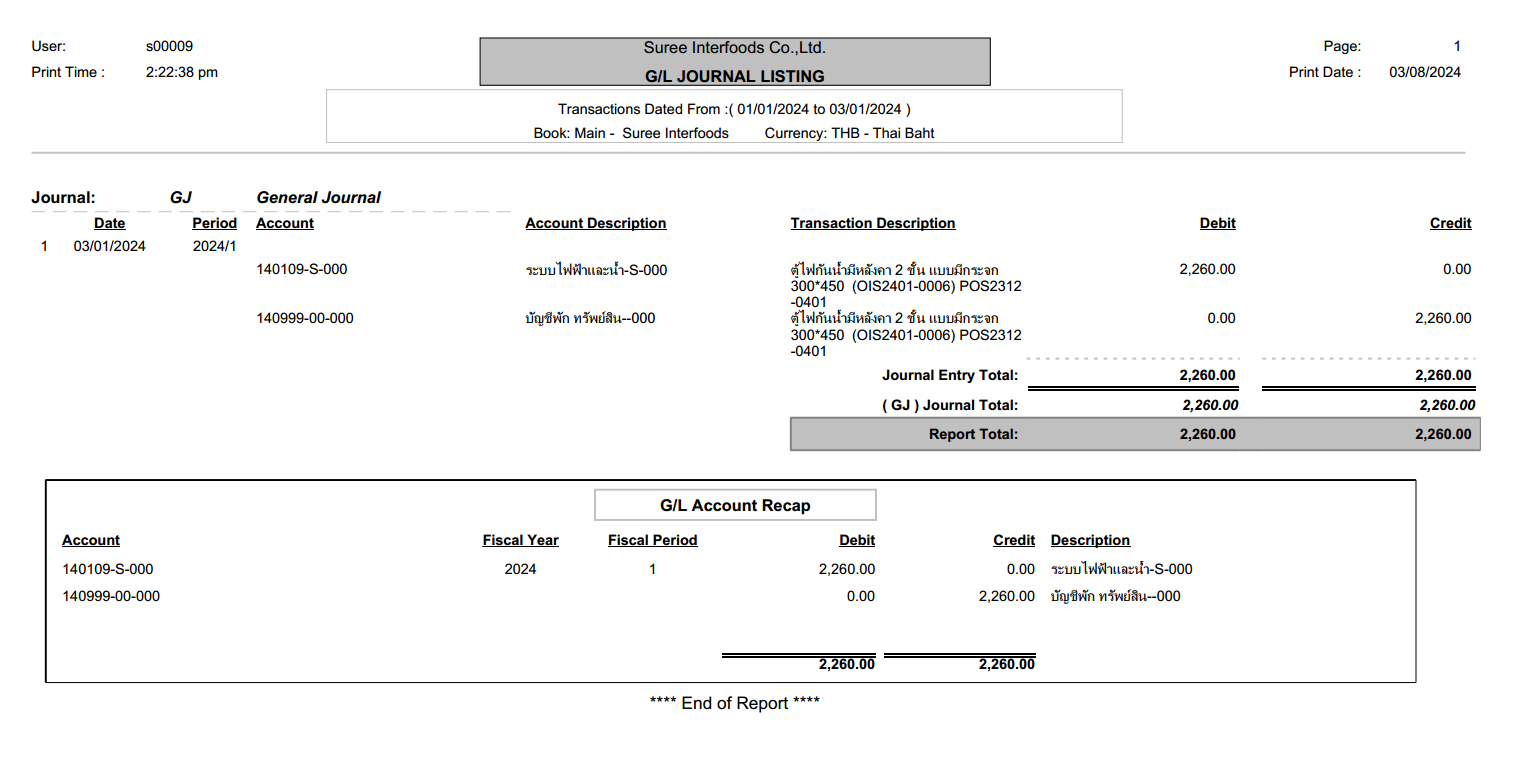 User: s00009 Suree Interfoods Co.,Ltd. Page: 1
Print Time : 2:22:38 pm G/L JOURNAL LISTING Print Date : 03/08/2024
Transactions Dated From :( 01/01/2024 to 03/01/2024 )
Book: Main - Suree Interfoods Currency: THB - Thai Baht
Journal: GJ General Journal
Date Period Account Account Description Transaction Description Debit Credit
1 03/01/2024 2024/1
140109-S-000 ระบบไฟฟ้าและน้ำ-S-000 ตู้ไฟกันน้ำมีหลังคา 2 ชั้น แบบมีกระจก 2,260.00 0.00
300*450 (OIS2401-0006) POS2312
-0401
140999-00-000 บัญชีพัก ทรัพย์สิน--000 ตู้ไฟกันน้ำมีหลังคา 2 ชั้น แบบมีกระจก 0.00 2,260.00
300*450 (OIS2401-0006) POS2312
-0401
Journal Entry Total: 2,260.00 2,260.00
( GJ ) Journal Total: 2,260.00 2,260.00
Report Total: 2,260.00 2,260.00
G/L Account Recap
Account Fiscal Year Fiscal Period Debit Credit Description
140109-S-000 2024 1 2,260.00 0.00 ระบบไฟฟ้าและน้ำ-S-000
140999-00-000 0.00 2,260.00 บัญชีพัก ทรัพย์สิน--000
2,260.00 2,260.00
**** End of Report ****